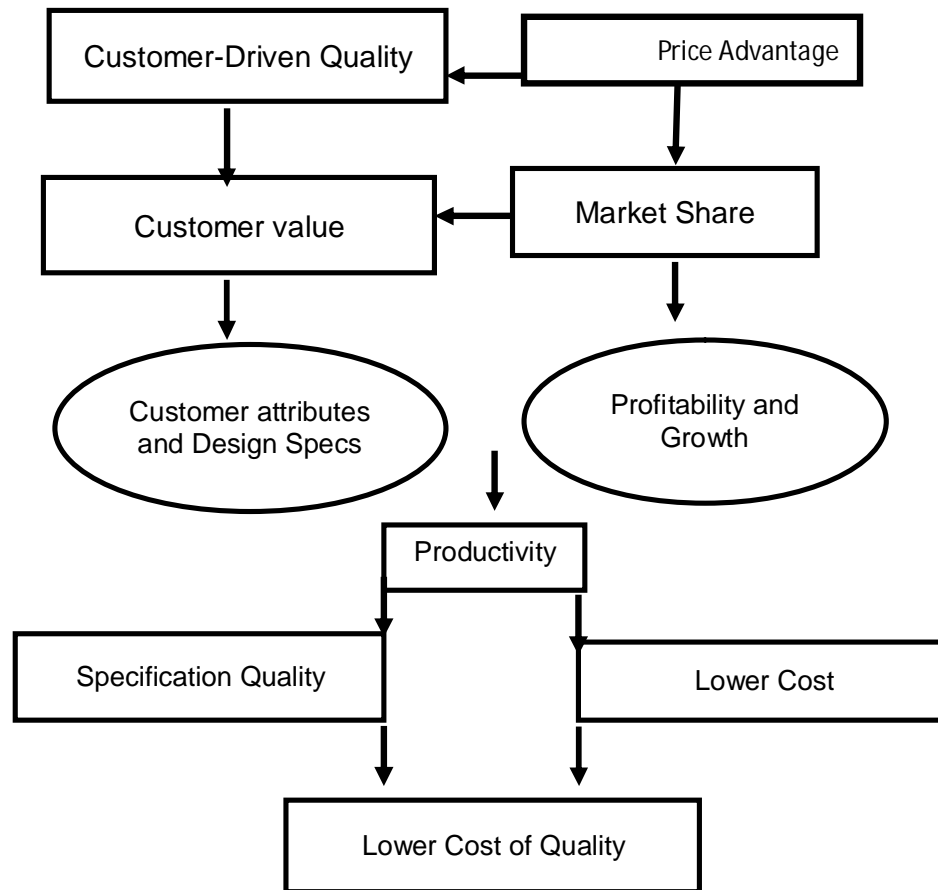 Customer-Driven Quality
Price Advantage
Customer value
Market Share
Customer attributes
and Design Specs
Profitability and
Growth
Productivity
Specification Quality
Lower Cost
Lower Cost of Quality